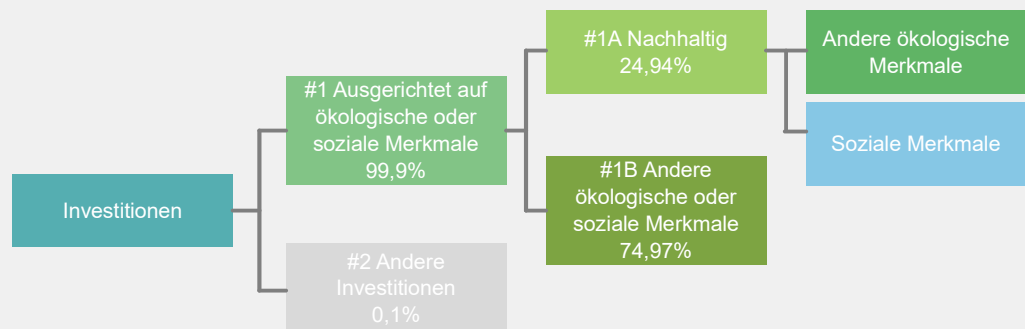 Investitionen
#1 Ausgerichtet auf
ökologische oder
soziale Merkmale
99,9%
#2 Andere
Investitionen
0,1%
#1A Nachhaltig
24,94%
#1B Andere
ökologische oder
soziale Merkmale
74,97%
Andere ökologische
Merkmale
Soziale Merkmale